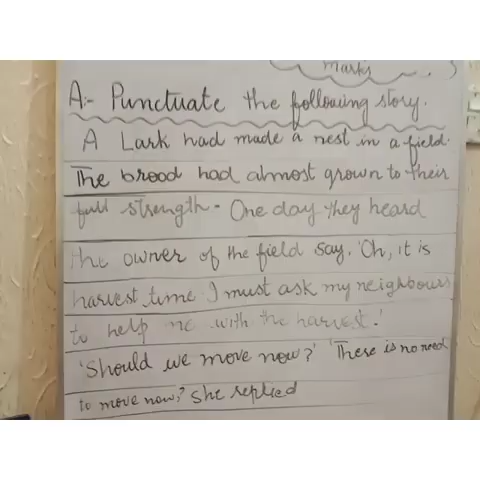 marks
A:- Punctuate the following story.
A Lark had made a nest in a field.
The brood had almost grown to their
full strength. One day they heard
the owner of the field say, 'Oh, it is
harvest time I must ask my neighbours
to help me with the harvest.'
'Should we move now?' 'There is no need
to move now,' She replied